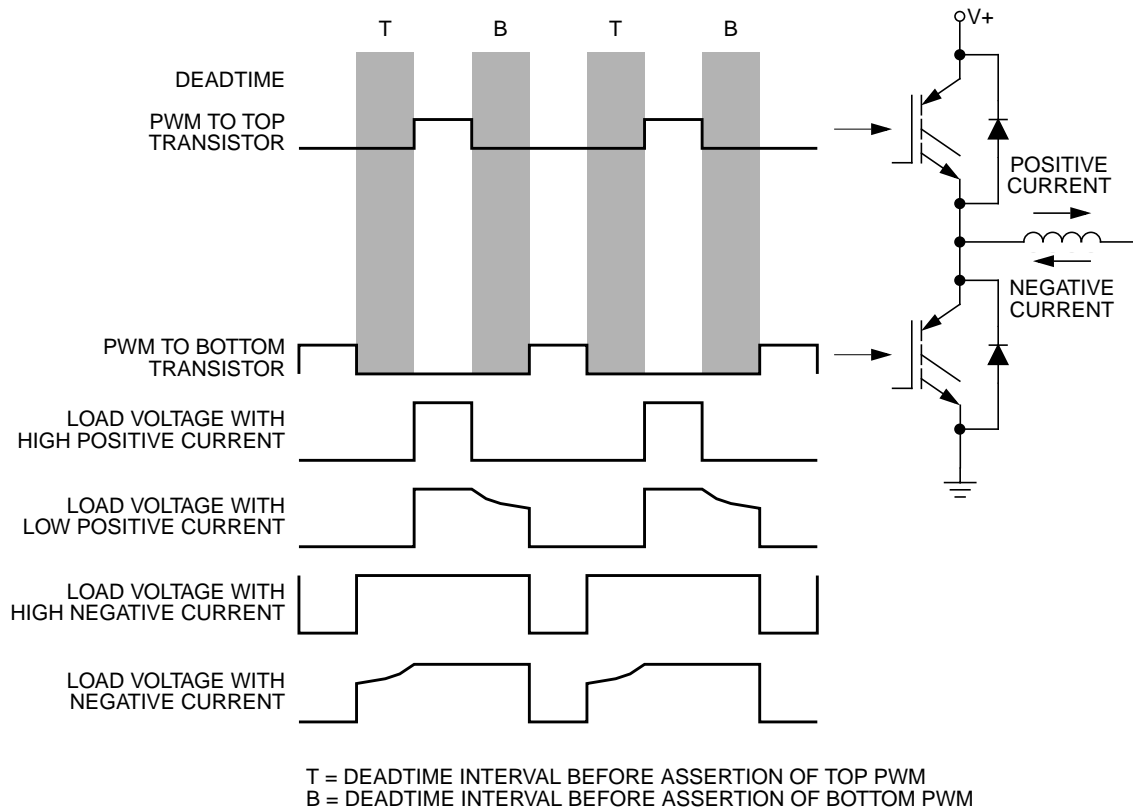 T B T B
V+
DEADTIME
PWM TO TOP
TRANSISTOR
POSITIVE
CURRENT
NEGATIVE
CURRENT
PWM TO BOTTOM
TRANSISTOR
LOAD VOLTAGE WITH
HIGH POSITIVE CURRENT
LOAD VOLTAGE WITH
LOW POSITIVE CURRENT
LOAD VOLTAGE WITH
HIGH NEGATIVE CURRENT
LOAD VOLTAGE WITH
NEGATIVE CURRENT
T = DEADTIME INTERVAL BEFORE ASSERTION OF TOP PWM
B = DEADTIME INTERVAL BEFORE ASSERTION OF BOTTOM PWM